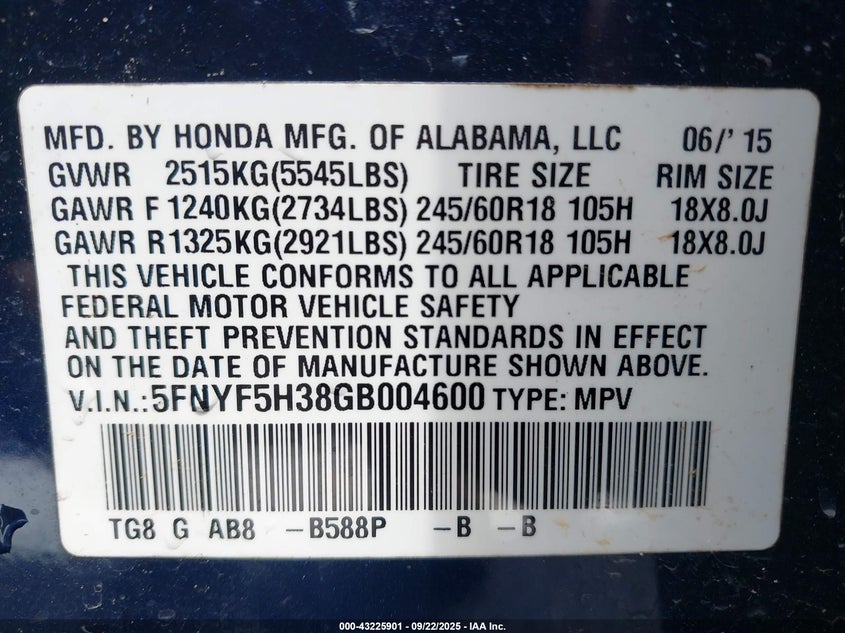 MFD. BY HONDA MFG. OF ALABAMA, LLC 06/' 15
GVWR 2515KG(5545LBS) TIRE SIZE RIM SIZE
GAWR F 1240KG(2734LBS) 245/60R18 105H 18X8.0J
GAWR R1325KG(2921LBS) 245/60R18 105H 18X8.0J
THIS VEHICLE CONFORMS TO ALL APPLICABLE
FEDERAL MOTOR VEHICLE SAFETY
AND THEFT PREVENTION STANDARDS IN EFFECT
ON THE DATE OF MANUFACTURE SHOWN ABOVE.
V.I.N.:5FNYF5H38GB004600 TYPE: MPV
TG8 G AB8 -B588P -B -B
000-43225901 - 09/22/2025 - IAA Inc.